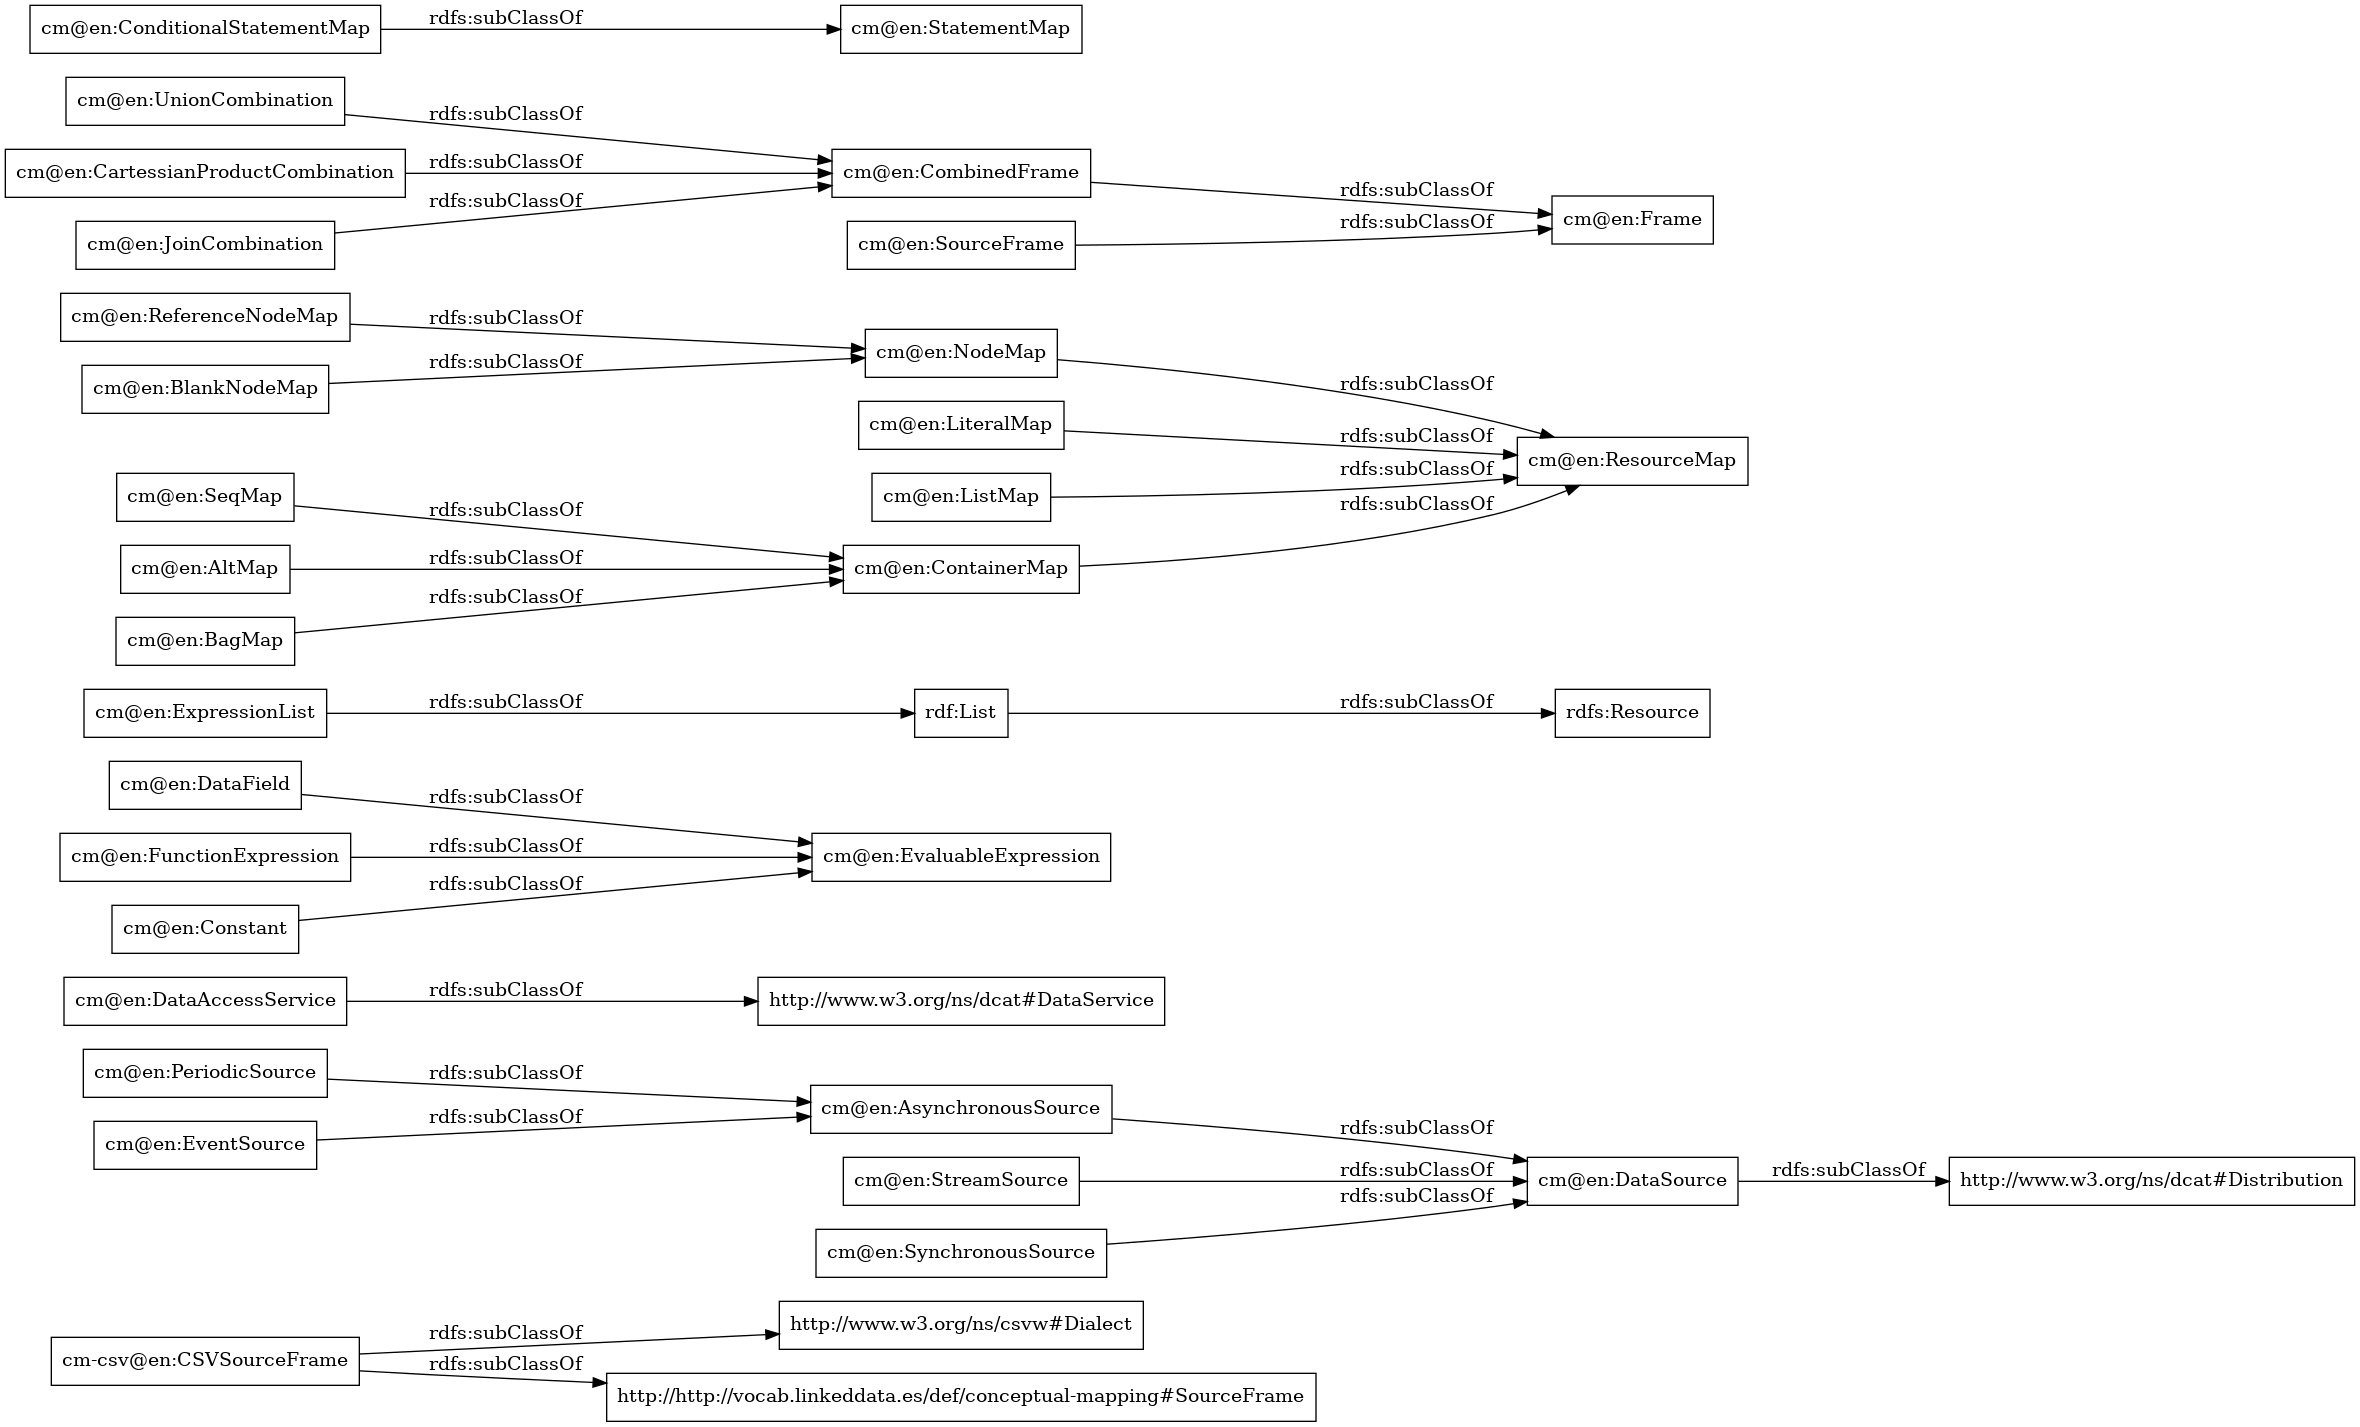 cm@en:ConditionalStatementMap
rdfs:subClassOf
cm@en:StatementMap
cm@en:UnionCombination
rdfs:subClassOf
cm@en:CartessianProductCombination
rdfs:subClassOf
cm@en:CombinedFrame
rdfs:subClassOf
cm@en:JoinCombination
rdfs:subClassOf
cm@en:SourceFrame
rdfs:subClassOf
cm@en:Frame
cm@en:ReferenceNodeMap
rdfs:subClassOf
cm@en:BlankNodeMap
rdfs:subClassOf
cm@en:NodeMap
rdfs:subClassOf
cm@en:LiteralMap
rdfs:subClassOf
cm@en:ResourceMap
cm@en:ListMap
rdfs:subClassOf
cm@en:SeqMap
rdfs:subClassOf
cm@en:AltMap
rdfs:subClassOf
cm@en:ContainerMap
rdfs:subClassOf
cm@en:BagMap
rdfs:subClassOf
cm@en:ExpressionList
rdfs:subClassOf
rdf:List
rdfs:subClassOf
rdfs:Resource
cm@en:DataField
rdfs:subClassOf
cm@en:FunctionExpression
rdfs:subClassOf
cm@en:EvaluableExpression
cm@en:Constant
rdfs:subClassOf
cm@en:DataAccessService
rdfs:subClassOf
http://www.w3.org/ns/dcat#DataService
cm@en:PeriodicSource
rdfs:subClassOf
cm@en:EventSource
rdfs:subClassOf
cm@en:AsynchronousSource
rdfs:subClassOf
cm@en:StreamSource
rdfs:subClassOf
cm@en:DataSource
rdfs:subClassOf
http://www.w3.org/ns/dcat#Distribution
cm@en:SynchronousSource
rdfs:subClassOf
cm-csv@en:CSVSourceFrame
rdfs:subClassOf
http://www.w3.org/ns/csvw#Dialect
rdfs:subClassOf
http://http://vocab.linkeddata.es/def/conceptual-mapping#SourceFrame